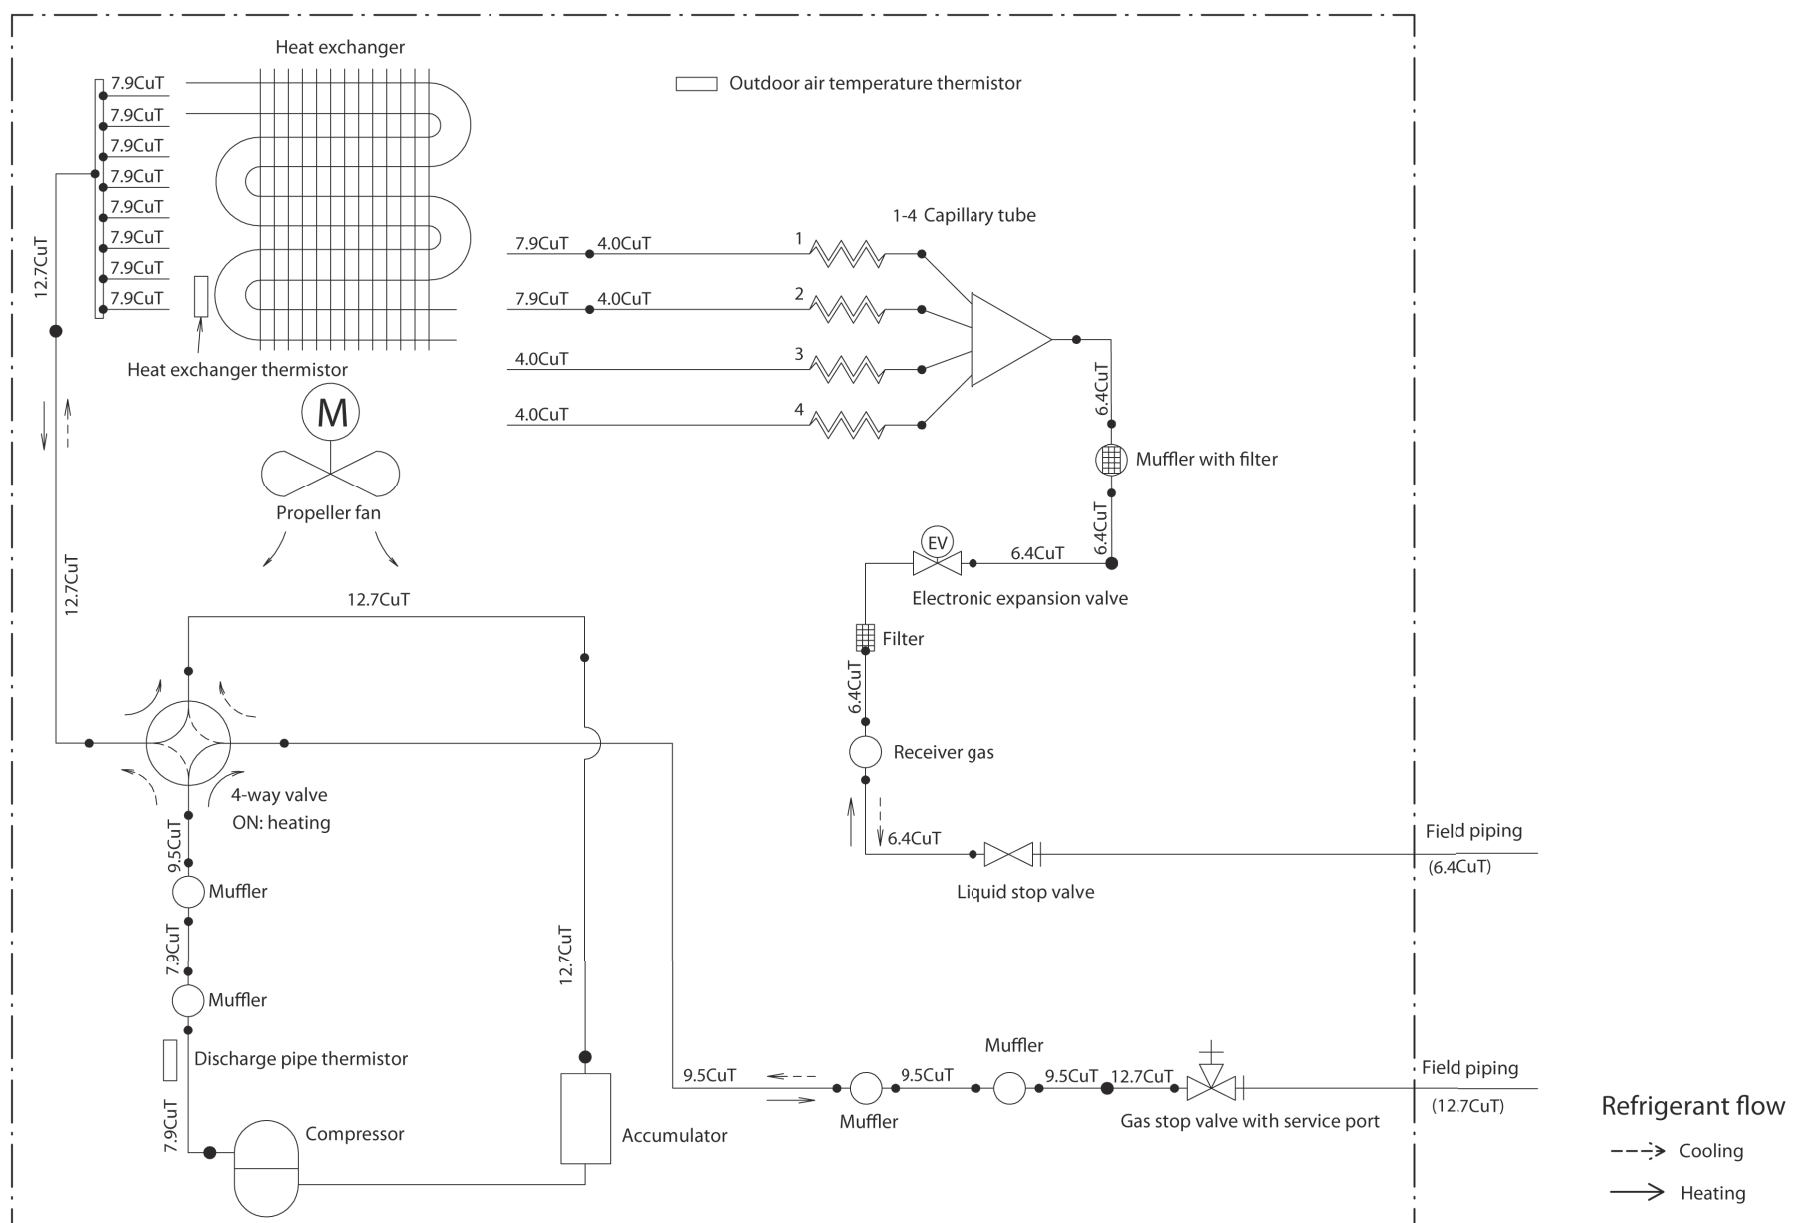 Heat exchanger
7.9CuT
7.9CuT
7.9CuT
7.9CuT
7.9CuT
7.9CuT
7.9CuT
7.9CuT
Outdoor air temperature thermistor
12.7CuT
Heat exchanger thermistor
M
Propeller fan
1-4 Capillary tube
7.9CuT 4.0CuT 1
7.9CuT 4.0CuT 2
4.0CuT 3
4.0CuT 4
6.4CuT
Muffler with filter
6.4CuT
EV
6.4CuT
Electronic expansion valve
Filter
6.4CuT
Receiver gas
6.4CuT
Liquid stop valve
Field piping
(6.4CuT)
12.7CuT
12.7CuT
4-way valve
ON: heating
9.5CuT
Muffler
7.9CuT
Muffler
Discharge pipe thermistor
7.9CuT
Compressor
12.7CuT
Accumulator
9.5CuT
Muffler
9.5CuT
Muffler
9.5CuT
12.7CuT
Gas stop valve with service port
Field piping
(12.7CuT)
Refrigerant flow
Cooling
Heating